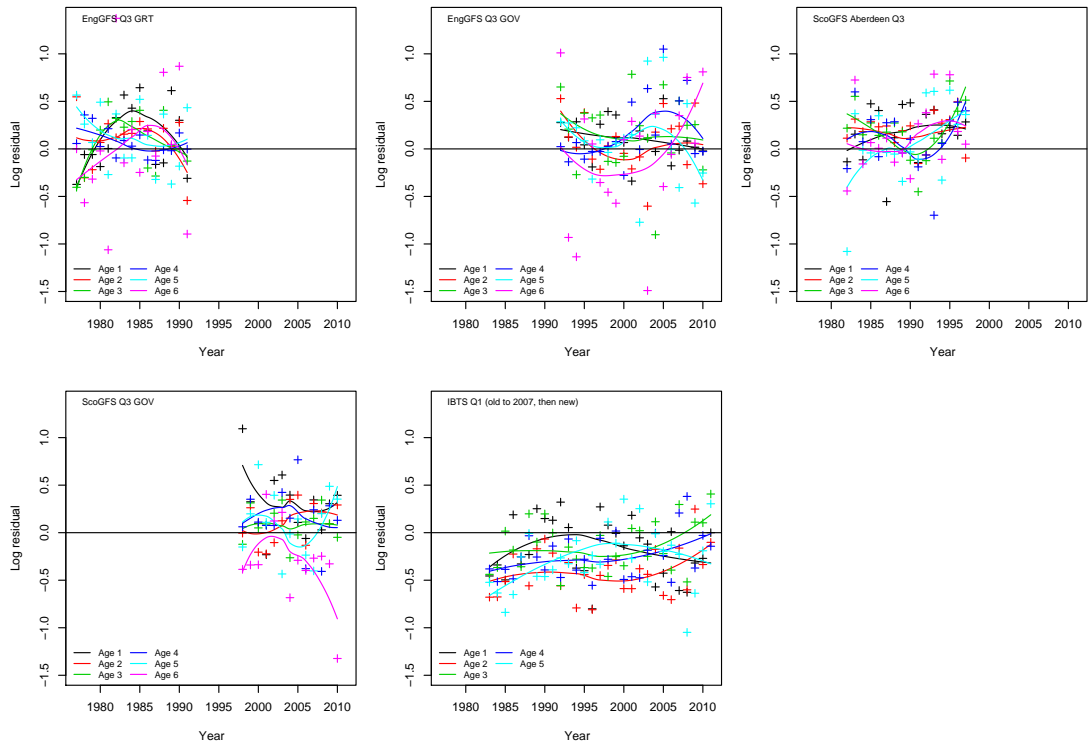 EngGFS Q3 GRT
Log residual
1.0
0.5
0.0
−0.5
−1.0
−1.5
Age 1
Age 2
Age 3
Age 4
Age 5
Age 6
1980 1985 1990 1995 2000 2005 2010
Year
EngGFS Q3 GOV
Log residual
1.0
0.5
0.0
−0.5
−1.0
−1.5
Age 1
Age 2
Age 3
Age 4
Age 5
Age 6
1980 1985 1990 1995 2000 2005 2010
Year
ScoGFS Aberdeen Q3
Log residual
1.0
0.5
0.0
−0.5
−1.0
−1.5
Age 1
Age 2
Age 3
Age 4
Age 5
Age 6
1980 1985 1990 1995 2000 2005 2010
Year
ScoGFS Q3 GOV
Log residual
1.0
0.5
0.0
−0.5
−1.0
−1.5
Age 1
Age 2
Age 3
Age 4
Age 5
Age 6
1980 1985 1990 1995 2000 2005 2010
Year
IBTS Q1 (old to 2007, then new)
Log residual
1.0
0.5
0.0
−0.5
−1.0
−1.5
Age 1
Age 2
Age 3
Age 4
Age 5
1980 1985 1990 1995 2000 2005 2010
Year